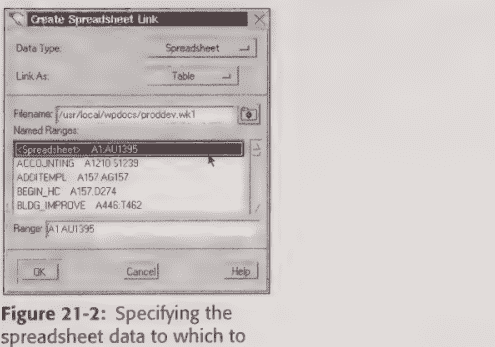 Create Spreadsheet Link
Data Type: Spreadsheet
Link As: Table
Filename: /usr/local/wpdocs/proddev.wk1
Named Ranges:
<Spreadsheet> A1:AU1395
ACCOUNTING A1210:S1239
ADDITEMPL A157:AG157
BEGIN_HC A157:D274
BLDG_IMPROVE A446:T462
Range: A1:AU1395
OK Cancel Help
Figure 21-2: Specifying the
spreadsheet data to which to